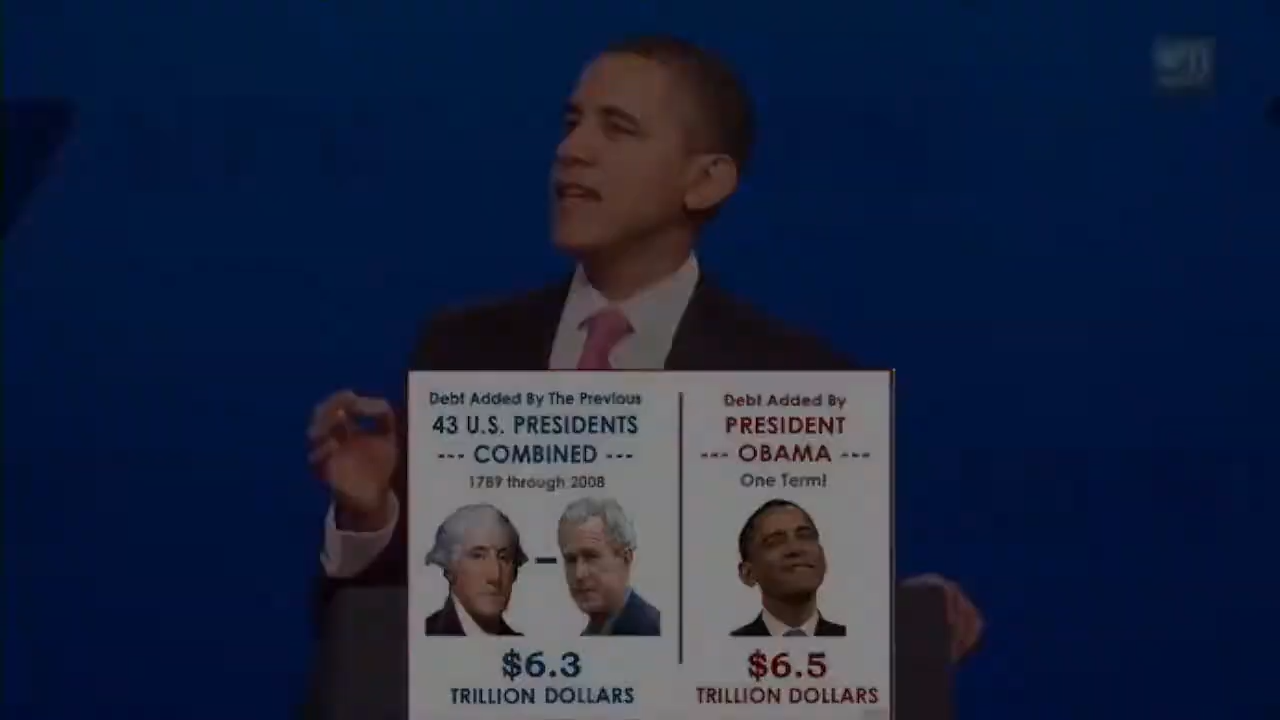 Debt Added By The Previous
43 U.S. PRESIDENTS
--- COMBINED ---
1789 through 2008
$6.3
TRILLION DOLLARS
Debt Added By
PRESIDENT
--- OBAMA ---
One Term!
$6.5
TRILLION DOLLARS